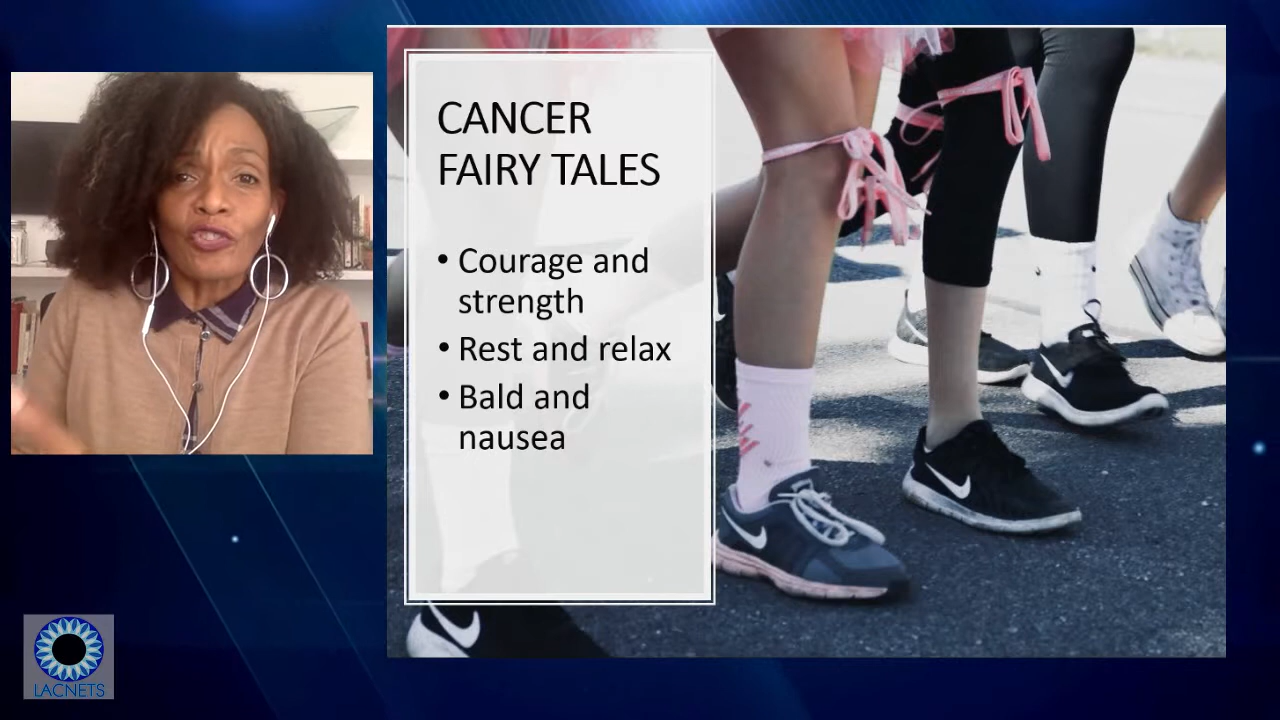 CANCER
FAIRY TALES
• Courage and
strength
• Rest and relax
• Bald and
nausea
LACNETS